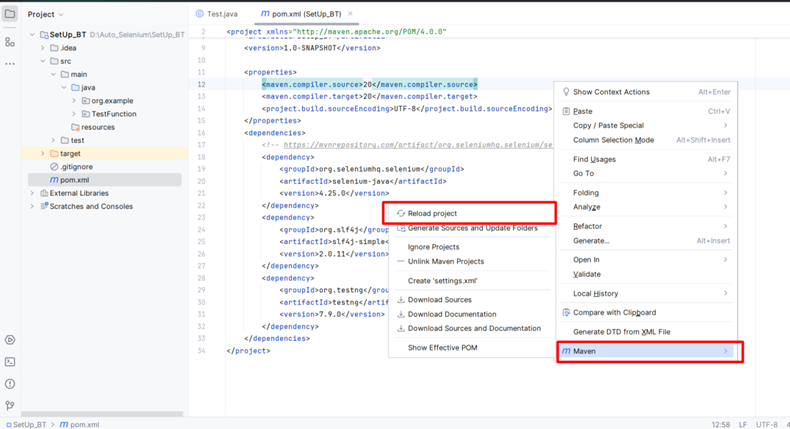 Project
SetUp_BT D:\Auto_Selenium\SetUp_BT
.idea
src
main
java
org.example
TestFunction
resources
test
target
.gitignore
pom.xml
External Libraries
Scratches and Consoles
Test.java
pom.xml (SetUp_BT)
2 <project xmlns="http://maven.apache.org/POM/4.0.0"
9 <version>1.0-SNAPSHOT</version>
10
11 <properties>
12 <maven.compiler.source>20</maven.compiler.source>
13 <maven.compiler.target>20</maven.compiler.target>
14 <project.build.sourceEncoding>UTF-8</project.build.sourceEncoding>
15 </properties>
16 <dependencies>
17 <!-- https://mvnrepository.com/artifact/org.seleniumhq.selenium/se
18 <dependency>
19 <groupId>org.seleniumhq.selenium</groupId>
20 <artifactId>selenium-java</artifactId>
21 <version>4.25.0</version>
22 </dependency>
23 <dependency>
24 <groupId>org.slf4j</grou
25 <artifactId>slf4j-simple<
26 <version>2.0.11</version>
27 </dependency>
28 <dependency>
29 <groupId>org.testng</gro
30 <artifactId>testng</artif
31 <version>7.9.0</version>
32 </dependency>
33 </dependencies>
34 </project>
Reload project
Generate Sources and Update Folders
Ignore Projects
Unlink Maven Projects
Create 'settings.xml'
Download Sources
Download Documentation
Download Sources and Documentation
Show Effective POM
Show Context Actions Alt+Enter
Paste Ctrl+V
Copy / Paste Special
Column Selection Mode Alt+Shift+Insert
Find Usages Alt+F7
Go To
Folding
Analyze
Refactor
Generate... Alt+Insert
Open In
Validate
Local History
Compare with Clipboard
Generate DTD from XML File
Maven
SetUp_BT > pom.xml
12:58 LF UTF-8 4